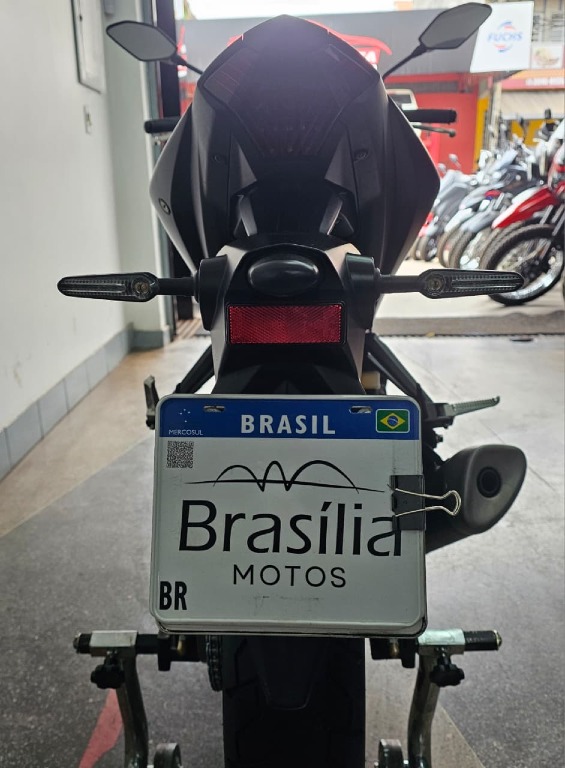 FUCHS
MERCOSUL
BRASIL
Brasília
MOTOS
BR